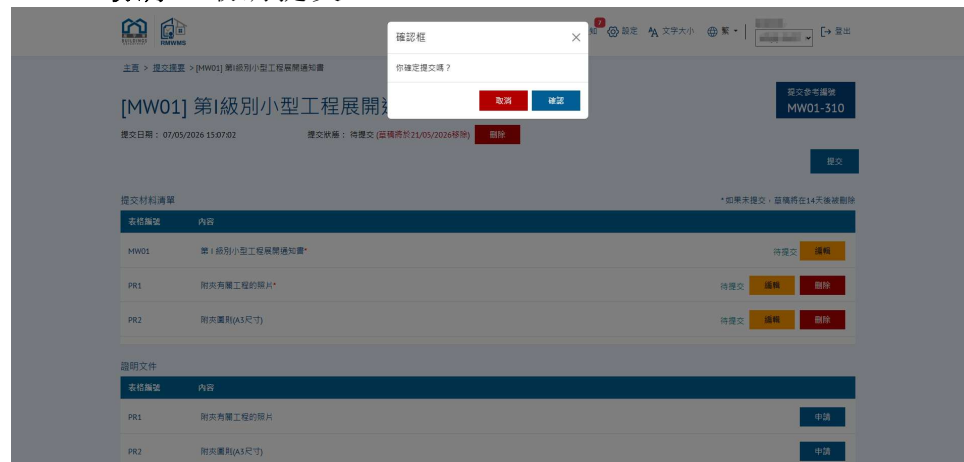 BUILDINGS
RMWMS
知 2 設定 文字大小 繁 登出
主頁 > 提交摘要 > [MW01] 第I級別小型工程展開通知書
確認框
你確定提交嗎？
取消 確認
[MW01] 第I級別小型工程展開
提交參考編號
MW01-310
提交日期： 07/05/2026 15:07:02 提交狀態： 待提交 (草稿將於21/05/2026移除) 刪除
提交
提交材料清單 *如果未提交，草稿將在14天後被刪除
表格編號 內容
MW01 第 I 級別小型工程展開通知書* 待提交 編輯
PR1 附夾有關工程的照片* 待提交 編輯 刪除
PR2 附夾圖則(A3尺寸) 待提交 編輯 刪除
證明文件
表格編號 內容
PR1 附夾有關工程的照片 申請
PR2 附夾圖則(A3尺寸) 申請